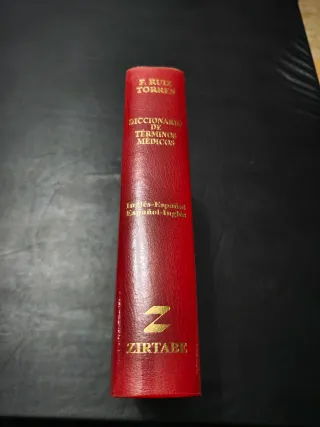 F. RUIZ
TORRES
DICCIONARIO
DE
TÉRMINOS
MÉDICOS
Inglés-Español
Español-Inglés
Z
ZIRTABE